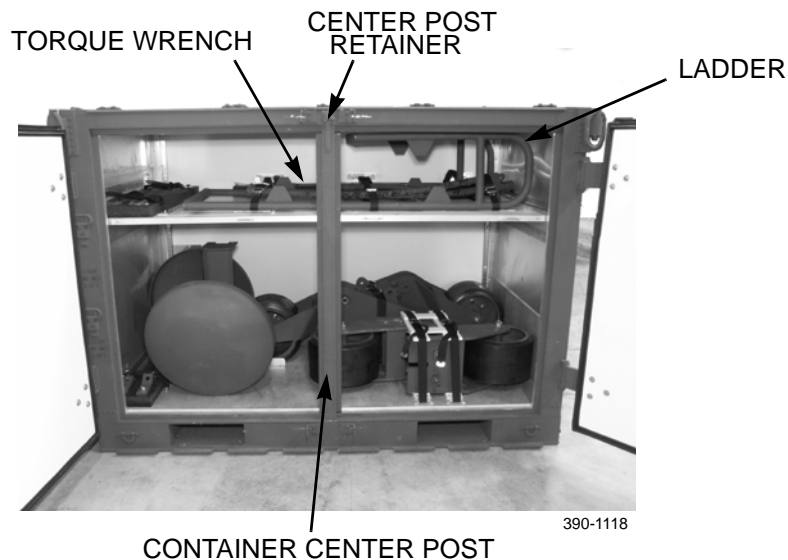 CENTER POST
RETAINER
TORQUE WRENCH
LADDER
390-1118
CONTAINER CENTER POST